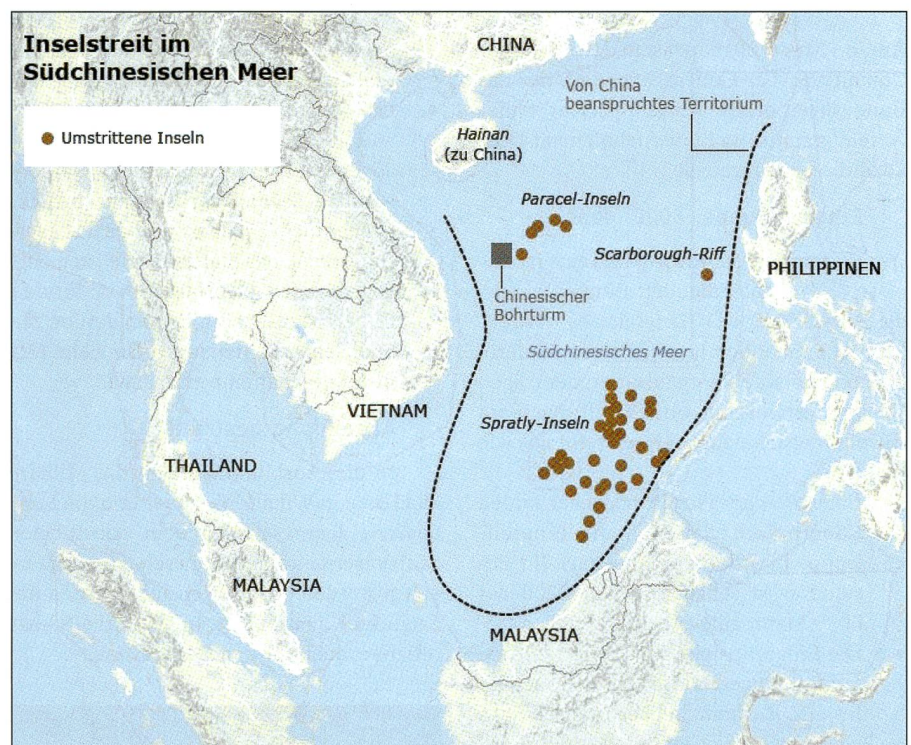 Inselstreit im
Südchinesischen Meer
Umstrittene Inseln
CHINA
Von China
beanspruchtes Territorium
Hainan
(zu China)
Paracel-Inseln
Scarborough-Riff
PHILIPPINEN
Chinesischer
Bohrturm
Südchinesisches Meer
VIETNAM
Spratly-Inseln
THAILAND
MALAYSIA
MALAYSIA